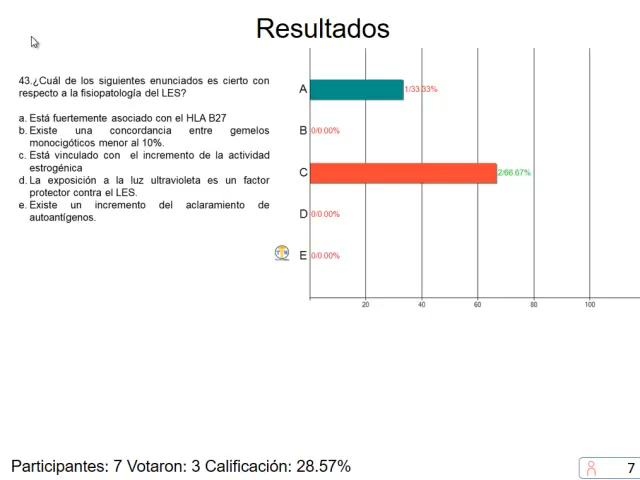 Resultados
43.¿Cuál de los siguientes enunciados es cierto con
respecto a la fisiopatología del LES?
a. Está fuertemente asociado con el HLA B27
b. Existe una concordancia entre gemelos
monocigóticos menor al 10%.
c. Está vinculado con el incremento de la actividad
estrogénica
d. La exposición a la luz ultravioleta es un factor
protector contra el LES.
e. Existe un incremento del aclaramiento de
autoantígenos.
A 1/33.33%
B 0/0.00%
C 2/66.67%
D 0/0.00%
E 0/0.00%
20 40 60 80 100
Participantes: 7 Votaron: 3 Calificación: 28.57%
7